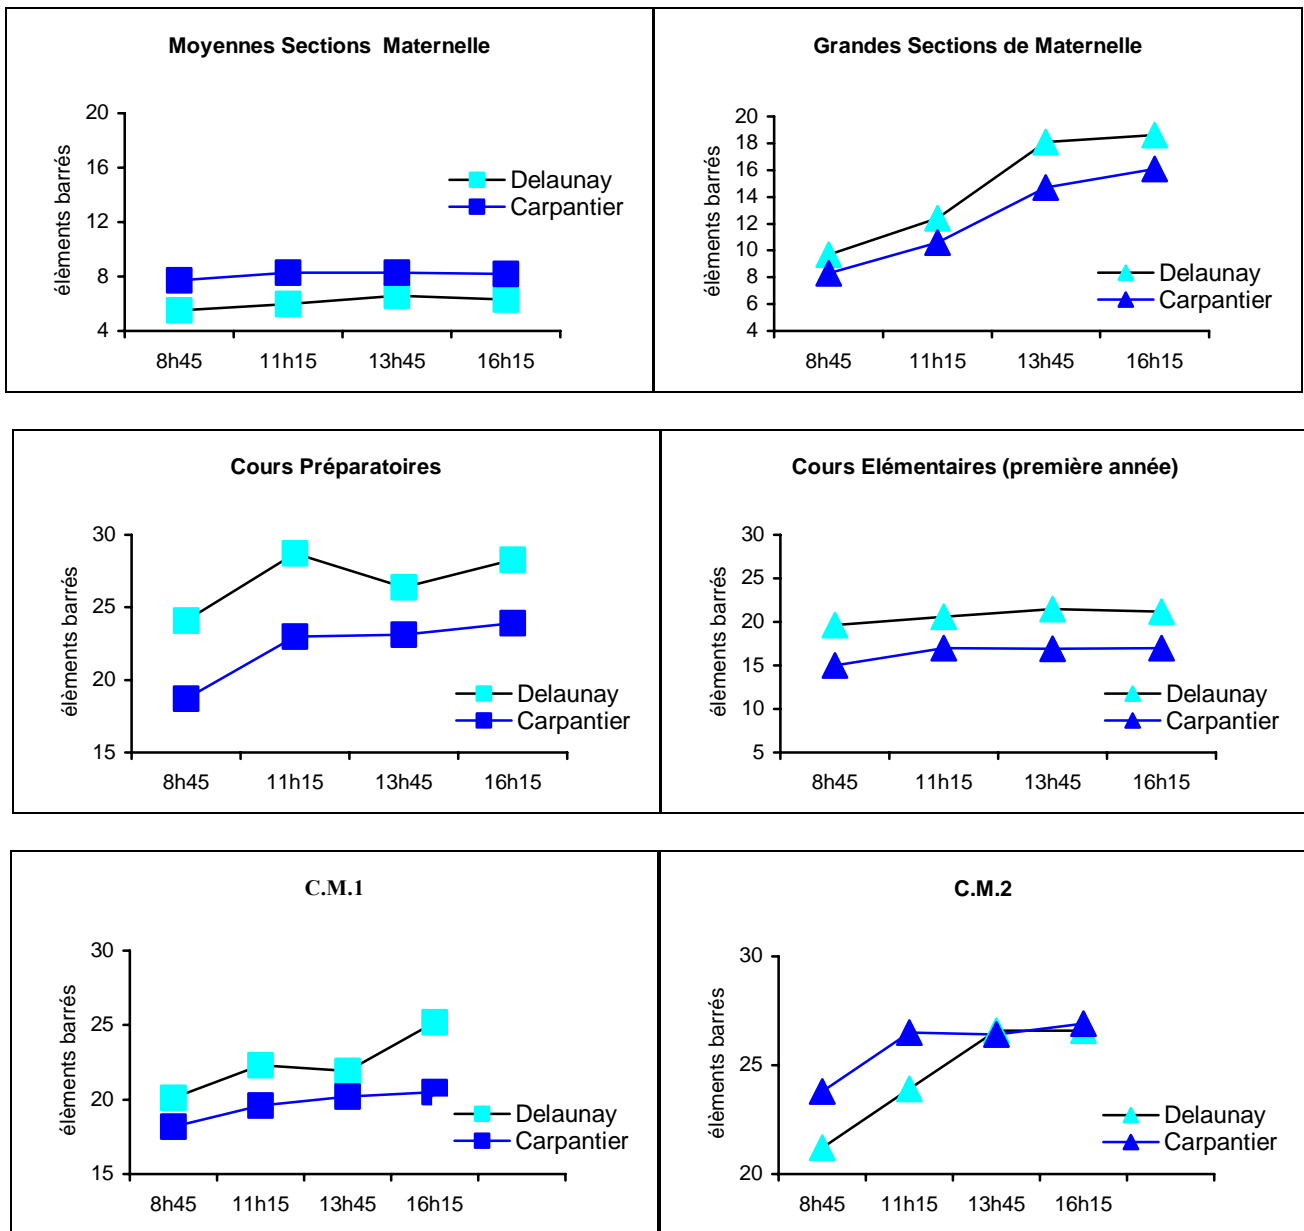 Moyennes Sections  Maternelle
élèments barrés
20
16
12
8
4
8h45 11h15 13h45 16h15
Delaunay
Carpantier
Grandes Sections de Maternelle
élèments barrés
20
18
16
14
12
10
8
6
4
8h45 11h15 13h45 16h15
Delaunay
Carpantier
Cours Préparatoires
élèments barrés
30
25
20
15
8h45 11h15 13h45 16h15
Delaunay
Carpantier
Cours Elémentaires (première année)
élèments barrés
30
25
20
15
10
5
8h45 11h15 13h45 16h15
Delaunay
Carpantier
C.M.1
élèments barrés
30
25
20
15
8h45 11h15 13h45 16h15
Delaunay
Carpantier
C.M.2
élèments barrés
30
25
20
8h45 11h15 13h45 16h15
Delaunay
Carpantier